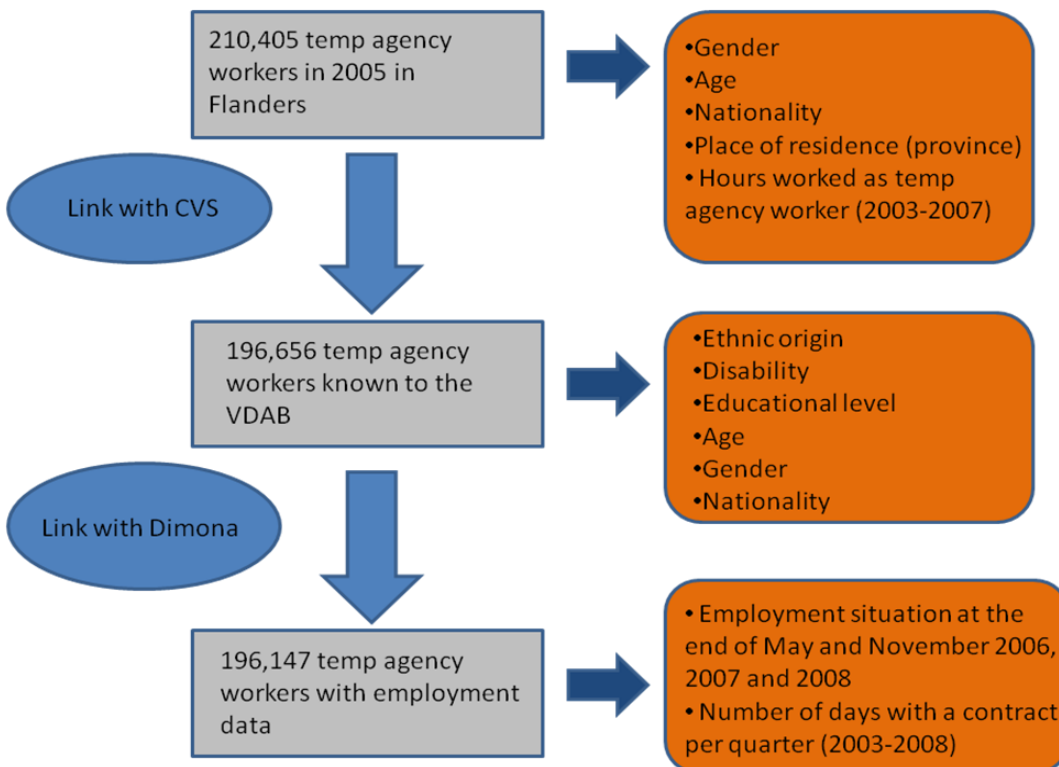 210,405 temp agency
workers in 2005 in
Flanders
•Gender
•Age
•Nationality
•Place of residence (province)
• Hours worked as temp
agency worker (2003-2007)
Link with CVS
196,656 temp agency
workers known to the
VDAB
•Ethnic origin
•Disability
•Educational level
•Age
•Gender
•Nationality
Link with Dimona
196,147 temp agency
workers with employment
data
• Employment situation at the
end of May and November 2006,
2007 and 2008
• Number of days with a contract
per quarter (2003-2008)